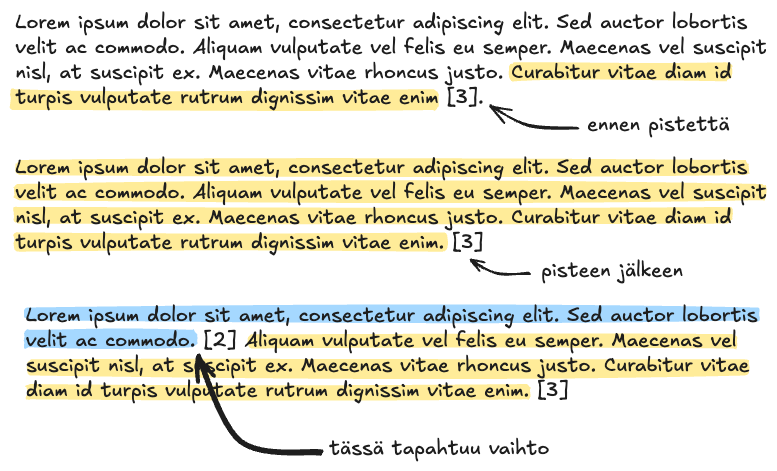 Lorem ipsum dolor sit amet, consectetur adipiscing elit. Sed auctor lobortis
velit ac commodo. Aliquam vulputate vel felis eu semper. Maecenas vel suscipit
nisl, at suscipit ex. Maecenas vitae rhoncus justo. Curabitur vitae diam id
turpis vulputate rutrum dignissim vitae enim [3].
ennen pistettä
Lorem ipsum dolor sit amet, consectetur adipiscing elit. Sed auctor lobortis
velit ac commodo. Aliquam vulputate vel felis eu semper. Maecenas vel suscipit
nisl, at suscipit ex. Maecenas vitae rhoncus justo. Curabitur vitae diam id
turpis vulputate rutrum dignissim vitae enim. [3]
pisteen jälkeen
Lorem ipsum dolor sit amet, consectetur adipiscing elit. Sed auctor lobortis
velit ac commodo. [2] Aliquam vulputate vel felis eu semper. Maecenas vel
suscipit nisl, at suscipit ex. Maecenas vitae rhoncus justo. Curabitur vitae
diam id turpis vulputate rutrum dignissim vitae enim. [3]
tässä tapahtuu vaihto